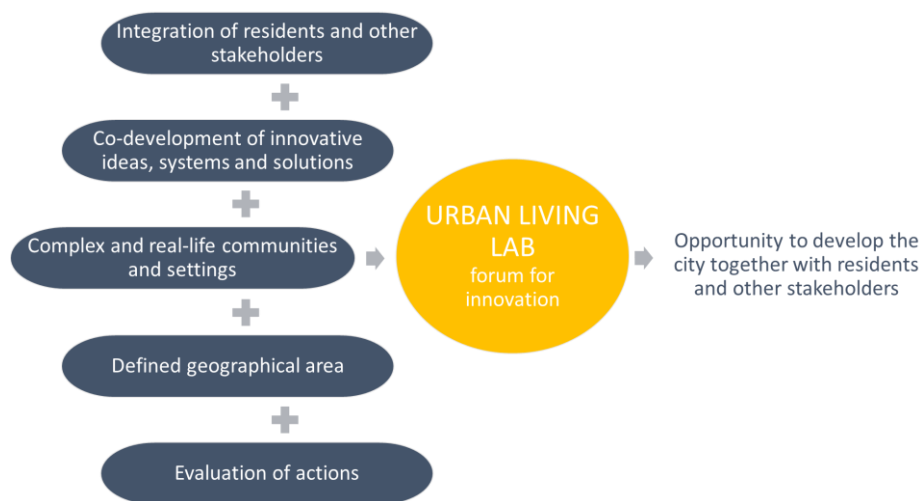 Integration of residents and other
stakeholders
Co-development of innovative
ideas, systems and solutions
Complex and real-life communities
and settings
Defined geographical area
Evaluation of actions
URBAN LIVING
LAB
forum for
innovation
Opportunity to develop the
city together with residents
and other stakeholders